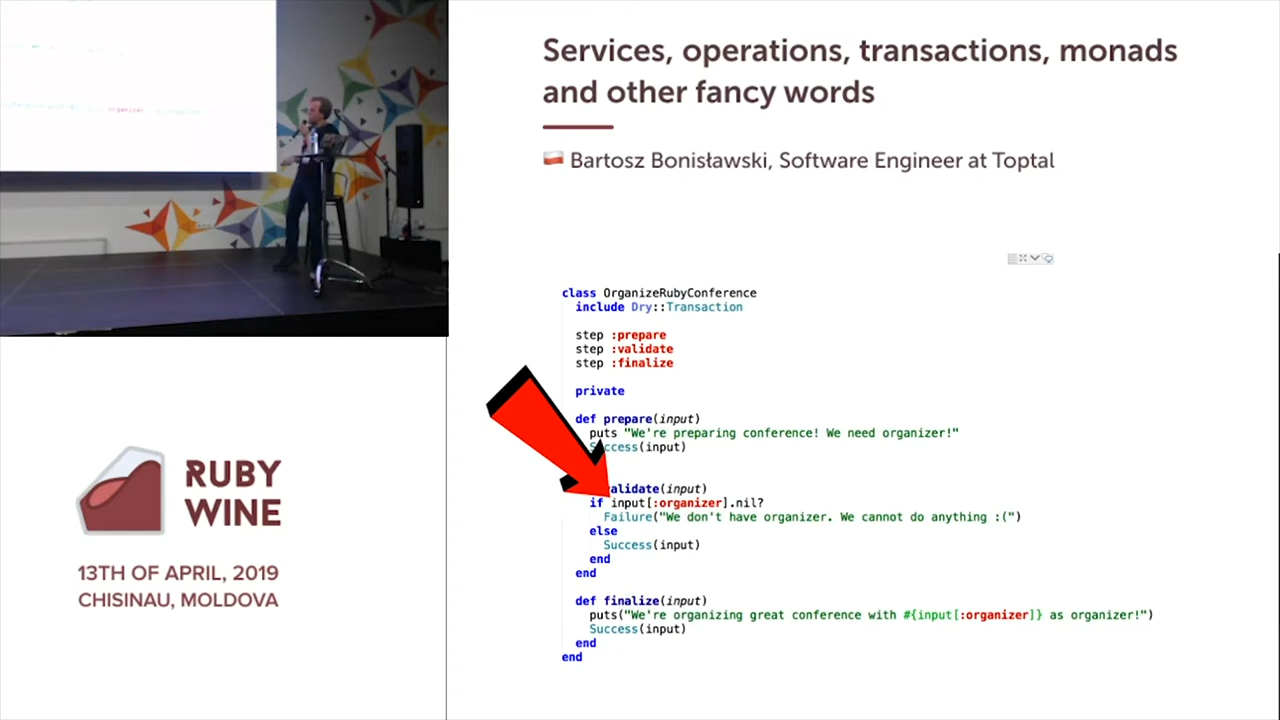 Services, operations, transactions, monads
and other fancy words
Bartosz Bonisławski, Software Engineer at Toptal
class OrganizeRubyConference
include Dry::Transaction
step :prepare
step :validate
step :finalize
private
def prepare(input)
puts "We're preparing conference! We need organizer!"
Success(input)
validate(input)
if input[:organizer].nil?
Failure("We don't have organizer. We cannot do anything :(")
else
Success(input)
end
end
def finalize(input)
puts("We're organizing great conference with #{input[:organizer]} as organizer!")
Success(input)
end
end
RUBY
WINE
13TH OF APRIL, 2019
CHISINAU, MOLDOVA